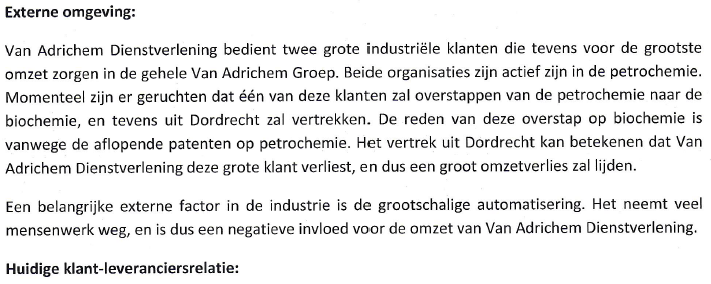 Externe omgeving:
Van Adrichem Dienstverlening bedient twee grote industriële klanten die tevens voor de grootste
omzet zorgen in de gehele Van Adrichem Groep. Beide organisaties zijn actief zijn in de petrochemie.
Momenteel zijn er geruchten dat één van deze klanten zal overstappen van de petrochemie naar de
biochemie, en tevens uit Dordrecht zal vertrekken. De reden van deze overstap op biochemie is
vanwege de aflopende patenten op petrochemie. Het vertrek uit Dordrecht kan betekenen dat Van
Adrichem Dienstverlening deze grote klant verliest, en dus een groot omzetverlies zal lijden.
Een belangrijke externe factor in de industrie is de grootschalige automatisering. Het neemt veel
mensenwerk weg, en is dus een negatieve invloed voor de omzet van Van Adrichem Dienstverlening.
Huidige klant-leveranciersrelatie: